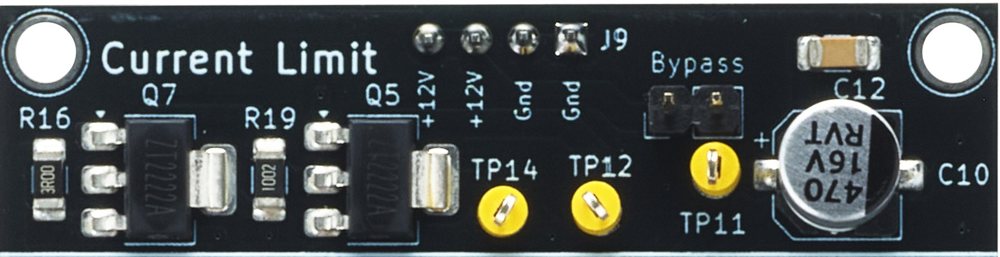 Current Limit
J9
+12V
+12V
Gnd
Gnd
Bypass
C12
Q7
Q5
R16
R19
3R00
ZT2222A
1002
ZT2222A
TP14
TP12
TP11
+
RVT
16V
470
C10